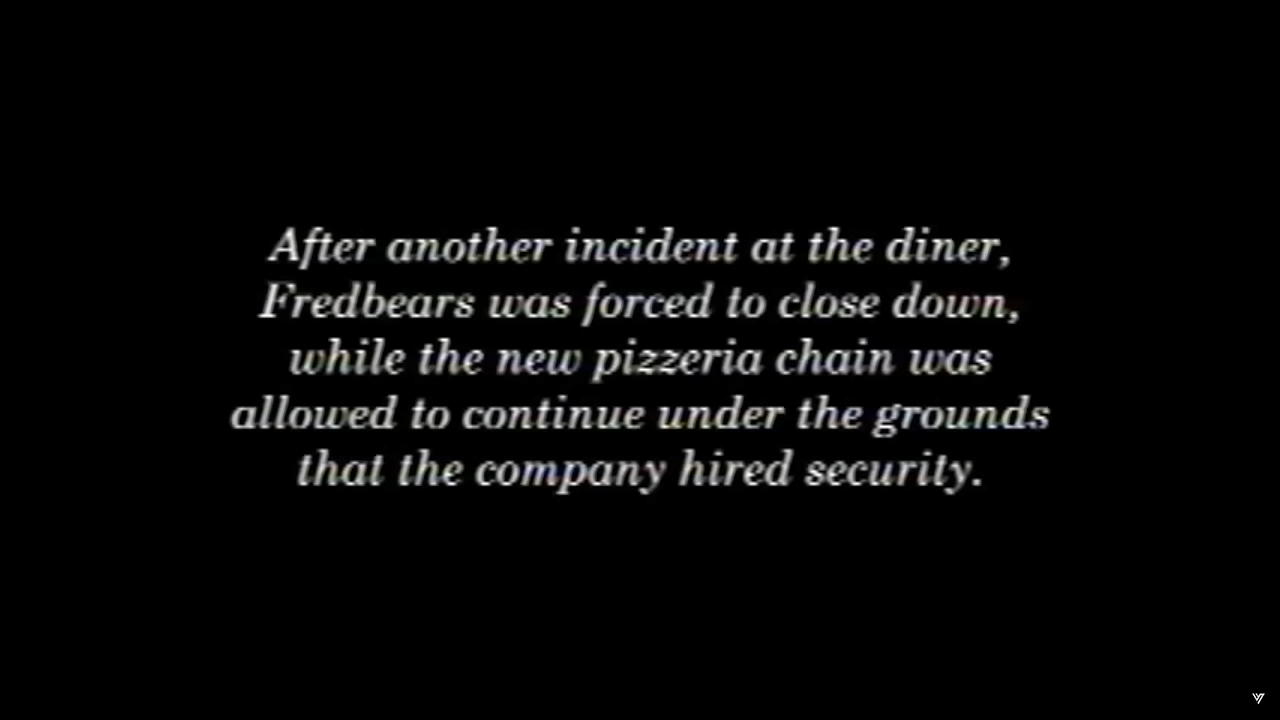 After another incident at the diner,
Fredbears was forced to close down,
while the new pizzeria chain was
allowed to continue under the grounds
that the company hired security.